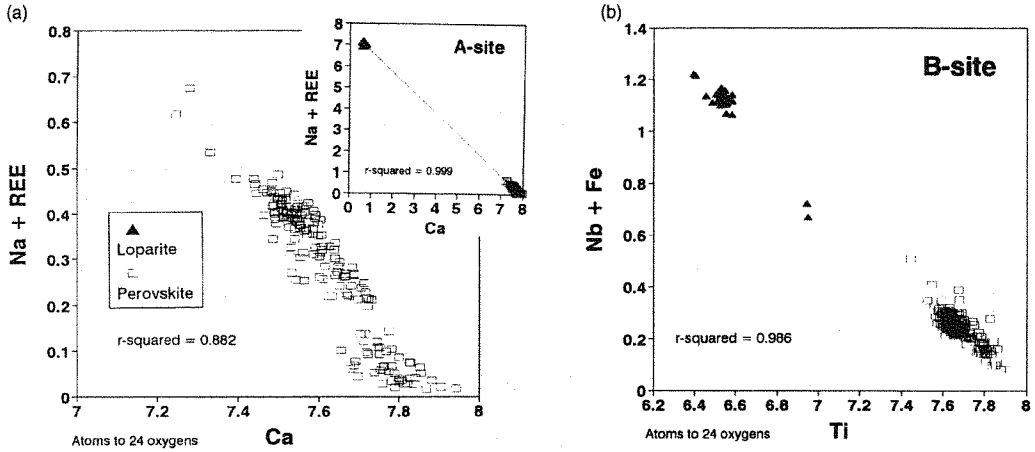 (a)
0.8
0.7
0.6
0.5
0.4
0.3
0.2
0.1
0
Na + REE
Loparite
Perovskite
r-squared = 0.882
7
7.2
7.4
7.6
7.8
8
Atoms to 24 oxygens
Ca
8
7
6
5
4
3
2
1
0
Na + REE
A-site
r-squared = 0.999
0 1 2 3 4 5 6 7 8
Ca
(b)
1.4
1.2
1
0.8
0.6
0.4
0.2
0
Nb + Fe
B-site
r-squared = 0.986
6.2 6.4 6.6 6.8 7 7.2 7.4 7.6 7.8 8
Atoms to 24 oxygens
Ti